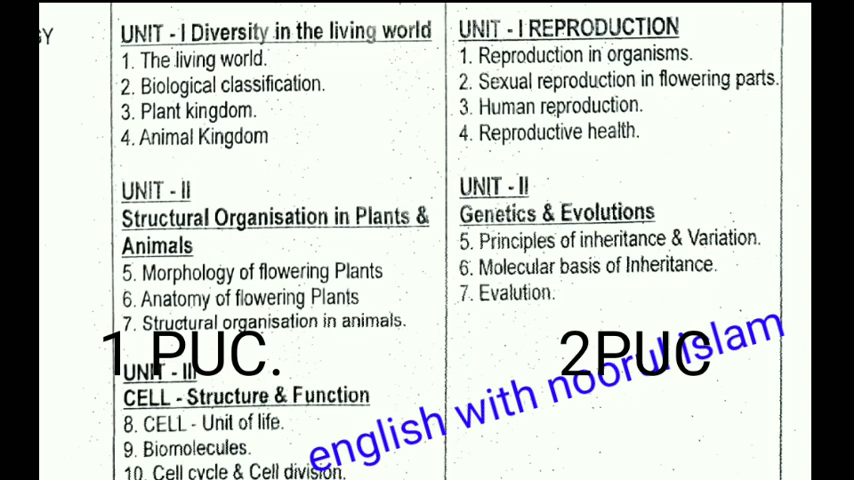 GY
UNIT - I Diversity in the living world
1. The living world.
2. Biological classification.
3. Plant kingdom.
4. Animal Kingdom
UNIT - II
Structural Organisation in Plants &
Animals
5. Morphology of flowering Plants
6. Anatomy of flowering Plants
7. Structural organisation in animals.
1 PUC.
UNIT - III
CELL - Structure & Function
8. CELL - Unit of life.
9. Biomolecules.
10. Cell cycle & Cell division.
UNIT - I REPRODUCTION
1. Reproduction in organisms.
2. Sexual reproduction in flowering parts.
3. Human reproduction.
4. Reproductive health.
UNIT - II
Genetics & Evolutions
5. Principles of inheritance & Variation.
6. Molecular basis of Inheritance.
7. Evalution.
2PUC
english with noorul islam